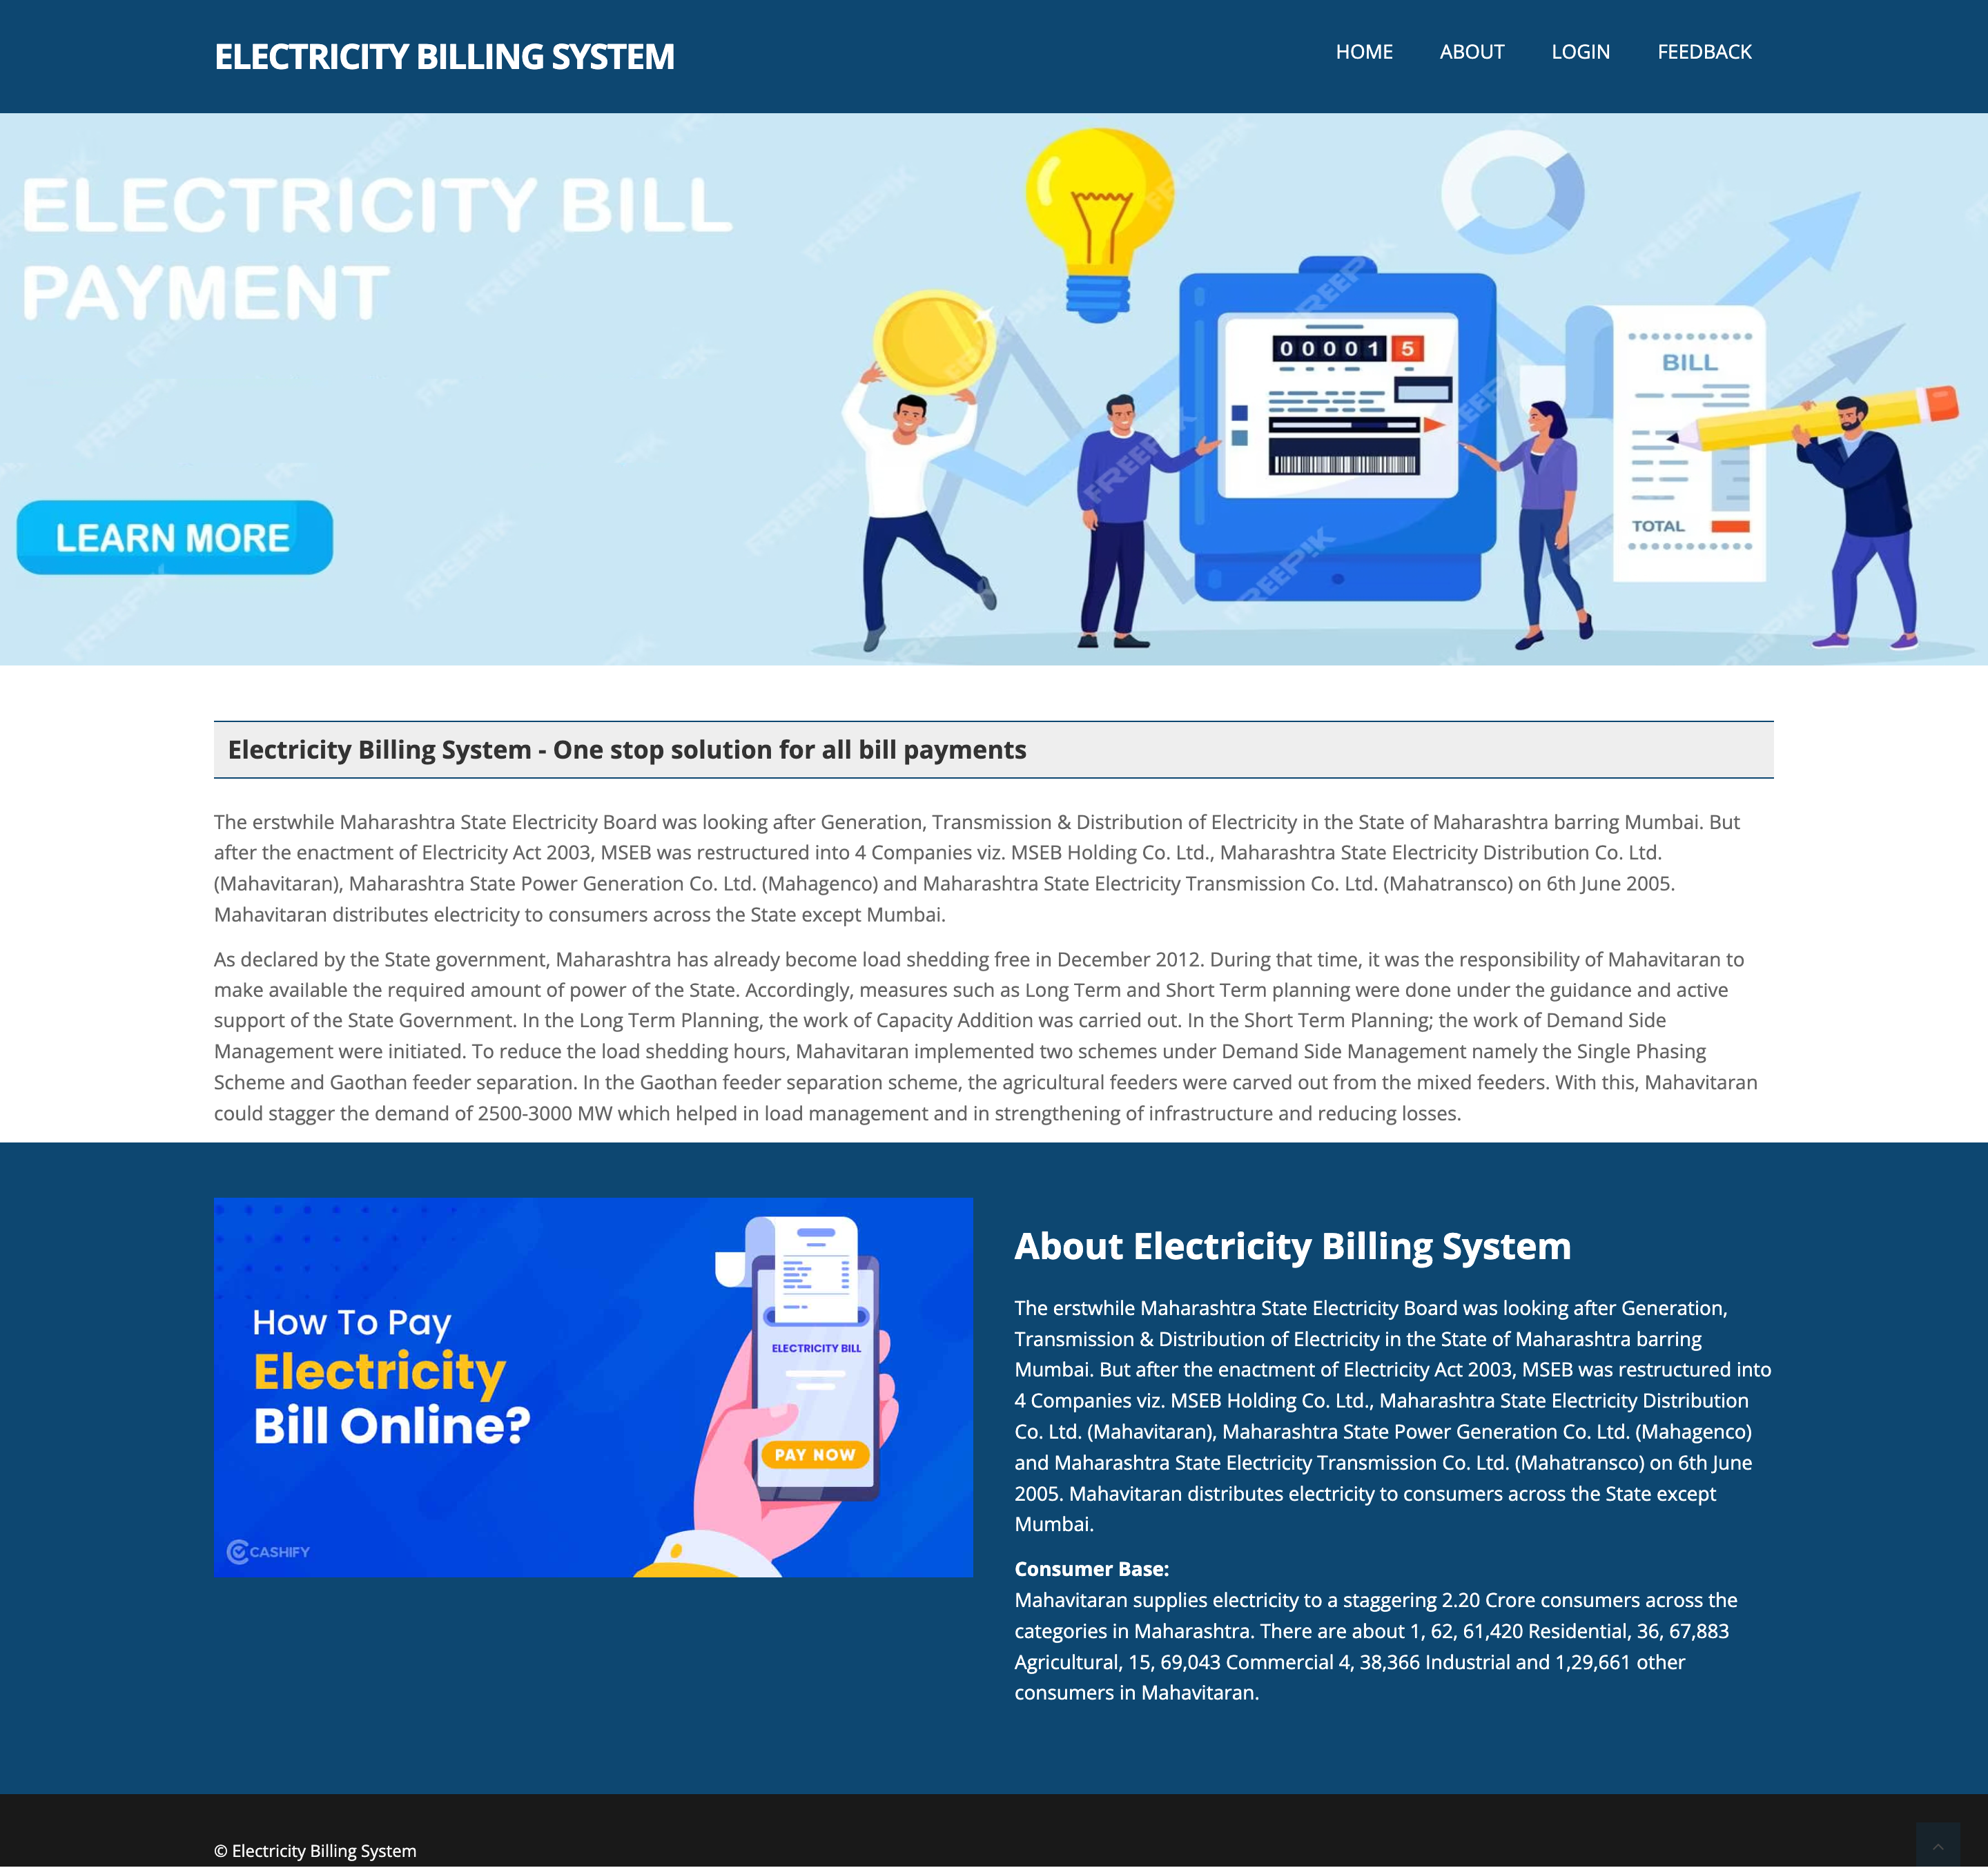 ELECTRICITY BILLING SYSTEM
HOME ABOUT LOGIN FEEDBACK
ELECTRICITY BILL
PAYMENT
LEARN MORE
00001 5
BILL
TOTAL
FREEPIK
Electricity Billing System - One stop solution for all bill payments
The erstwhile Maharashtra State Electricity Board was looking after Generation, Transmission & Distribution of Electricity in the State of Maharashtra barring Mumbai. But
after the enactment of Electricity Act 2003, MSEB was restructured into 4 Companies viz. MSEB Holding Co. Ltd., Maharashtra State Electricity Distribution Co. Ltd.
(Mahavitaran), Maharashtra State Power Generation Co. Ltd. (Mahagenco) and Maharashtra State Electricity Transmission Co. Ltd. (Mahatransco) on 6th June 2005.
Mahavitaran distributes electricity to consumers across the State except Mumbai.
As declared by the State government, Maharashtra has already become load shedding free in December 2012. During that time, it was the responsibility of Mahavitaran to
make available the required amount of power of the State. Accordingly, measures such as Long Term and Short Term planning were done under the guidance and active
support of the State Government. In the Long Term Planning, the work of Capacity Addition was carried out. In the Short Term Planning; the work of Demand Side
Management were initiated. To reduce the load shedding hours, Mahavitaran implemented two schemes under Demand Side Management namely the Single Phasing
Scheme and Gaothan feeder separation. In the Gaothan feeder separation scheme, the agricultural feeders were carved out from the mixed feeders. With this, Mahavitaran
could stagger the demand of 2500-3000 MW which helped in load management and in strengthening of infrastructure and reducing losses.
How To Pay
Electricity
Bill Online?
ELECTRICITY BILL
PAY NOW
CASHIFY
About Electricity Billing System
The erstwhile Maharashtra State Electricity Board was looking after Generation,
Transmission & Distribution of Electricity in the State of Maharashtra barring
Mumbai. But after the enactment of Electricity Act 2003, MSEB was restructured into
4 Companies viz. MSEB Holding Co. Ltd., Maharashtra State Electricity Distribution
Co. Ltd. (Mahavitaran), Maharashtra State Power Generation Co. Ltd. (Mahagenco)
and Maharashtra State Electricity Transmission Co. Ltd. (Mahatransco) on 6th June
2005. Mahavitaran distributes electricity to consumers across the State except
Mumbai.
Consumer Base:
Mahavitaran supplies electricity to a staggering 2.20 Crore consumers across the
categories in Maharashtra. There are about 1, 62, 61,420 Residential, 36, 67,883
Agricultural, 15, 69,043 Commercial 4, 38,366 Industrial and 1,29,661 other
consumers in Mahavitaran.
© Electricity Billing System